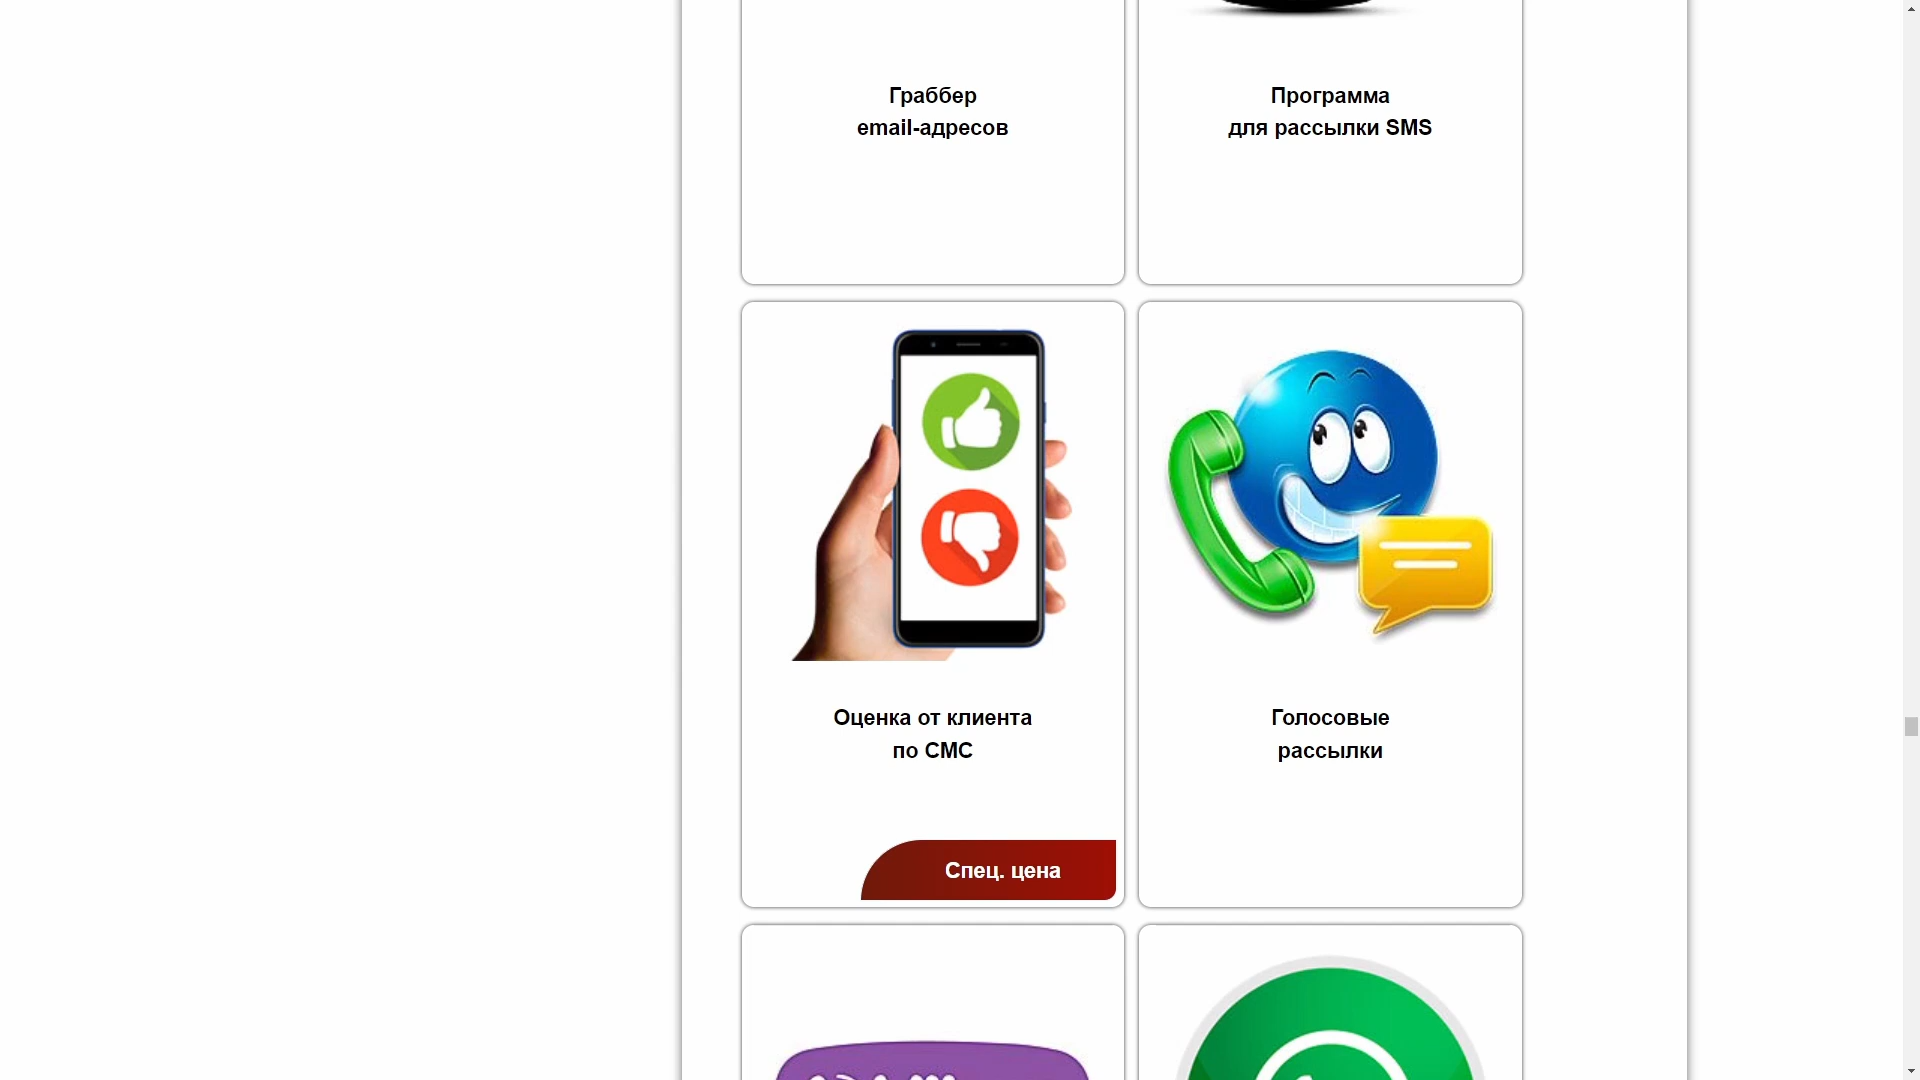 Граббер
email-адресов
Программа
для рассылки SMS
Оценка от клиента
по СМС
Голосовые
рассылки
Спец. цена